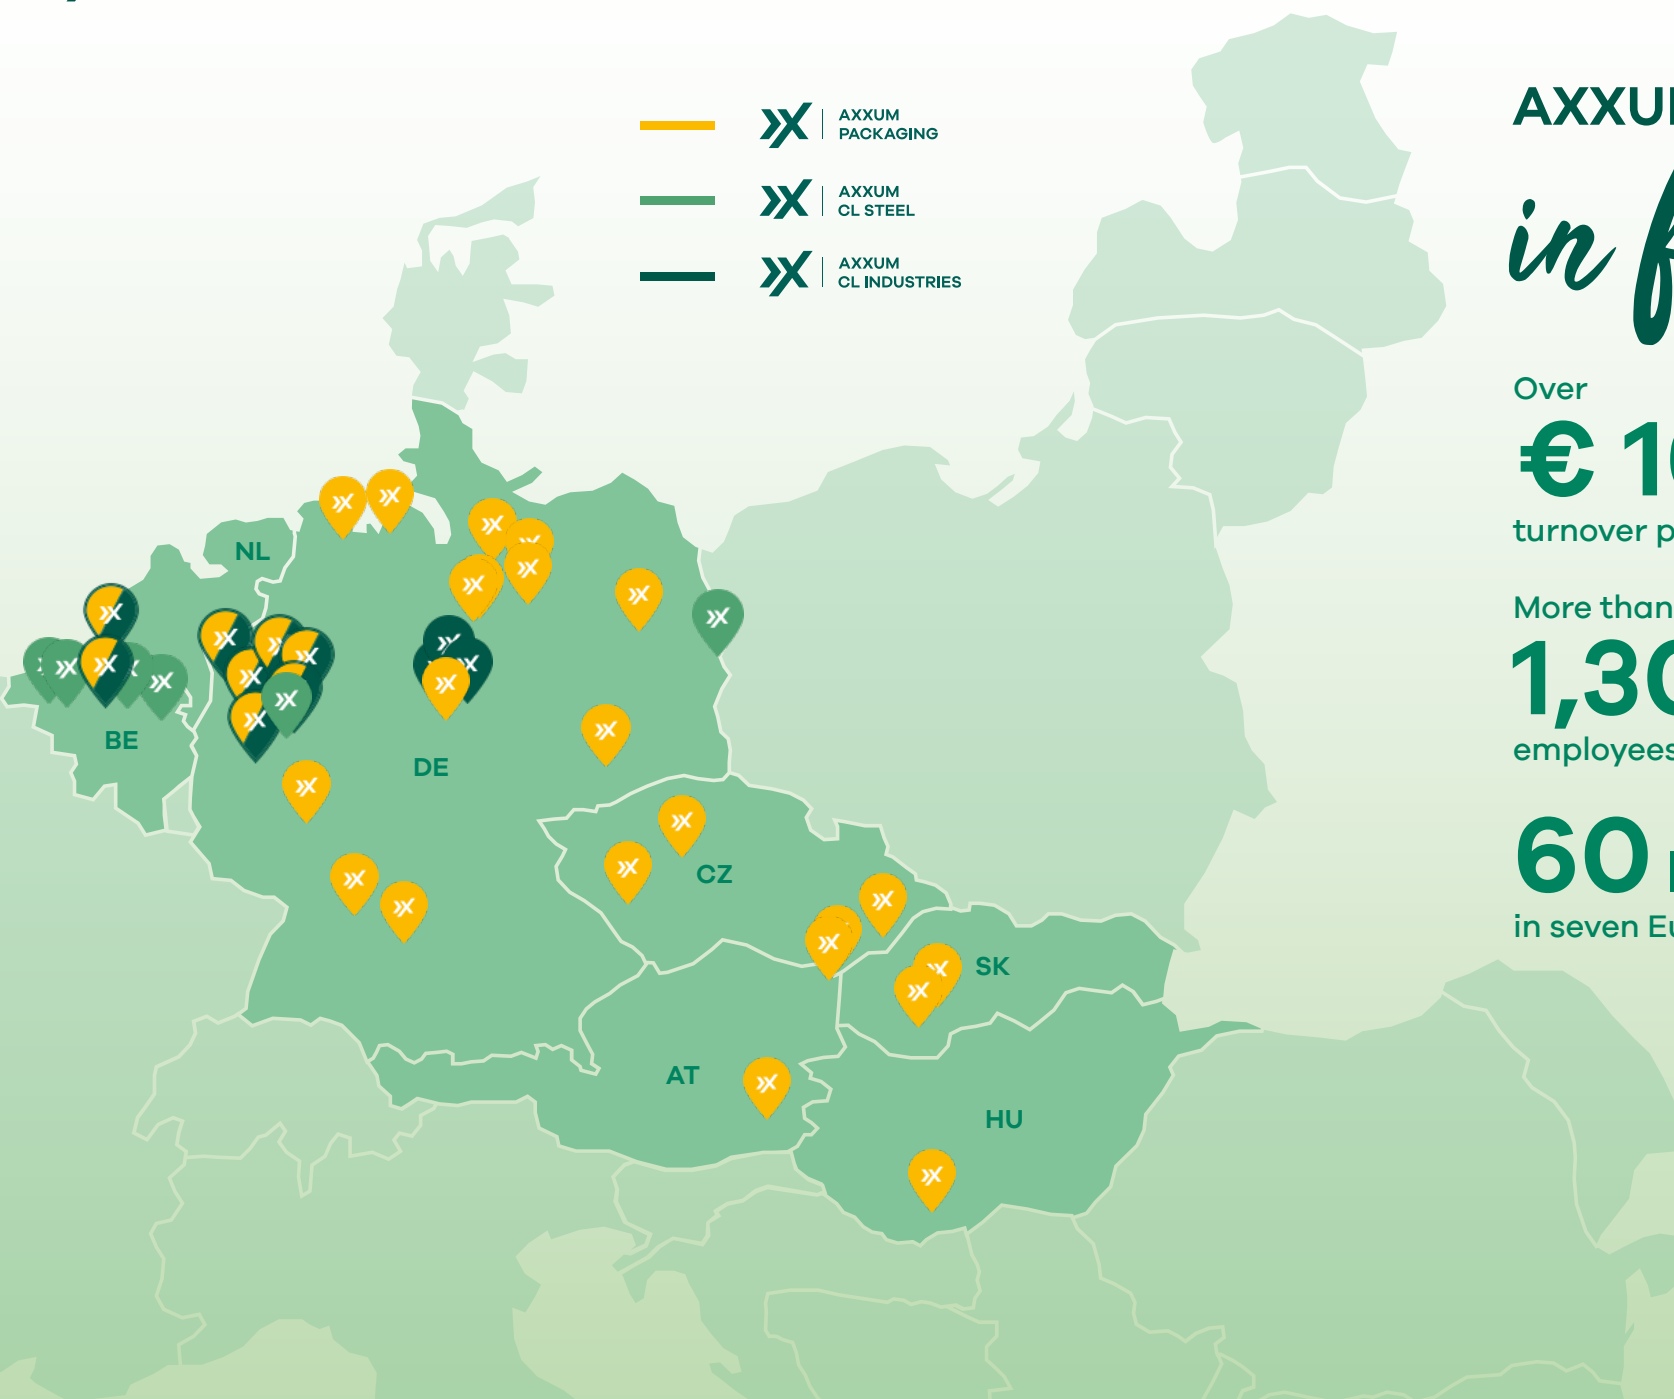 AXXUM
PACKAGING
AXXUM
CL STEEL
AXXUM
CL INDUSTRIES
NL
BE
DE
CZ
SK
AT
HU
in
Over
€
turnover
More than
employees
60
in seven